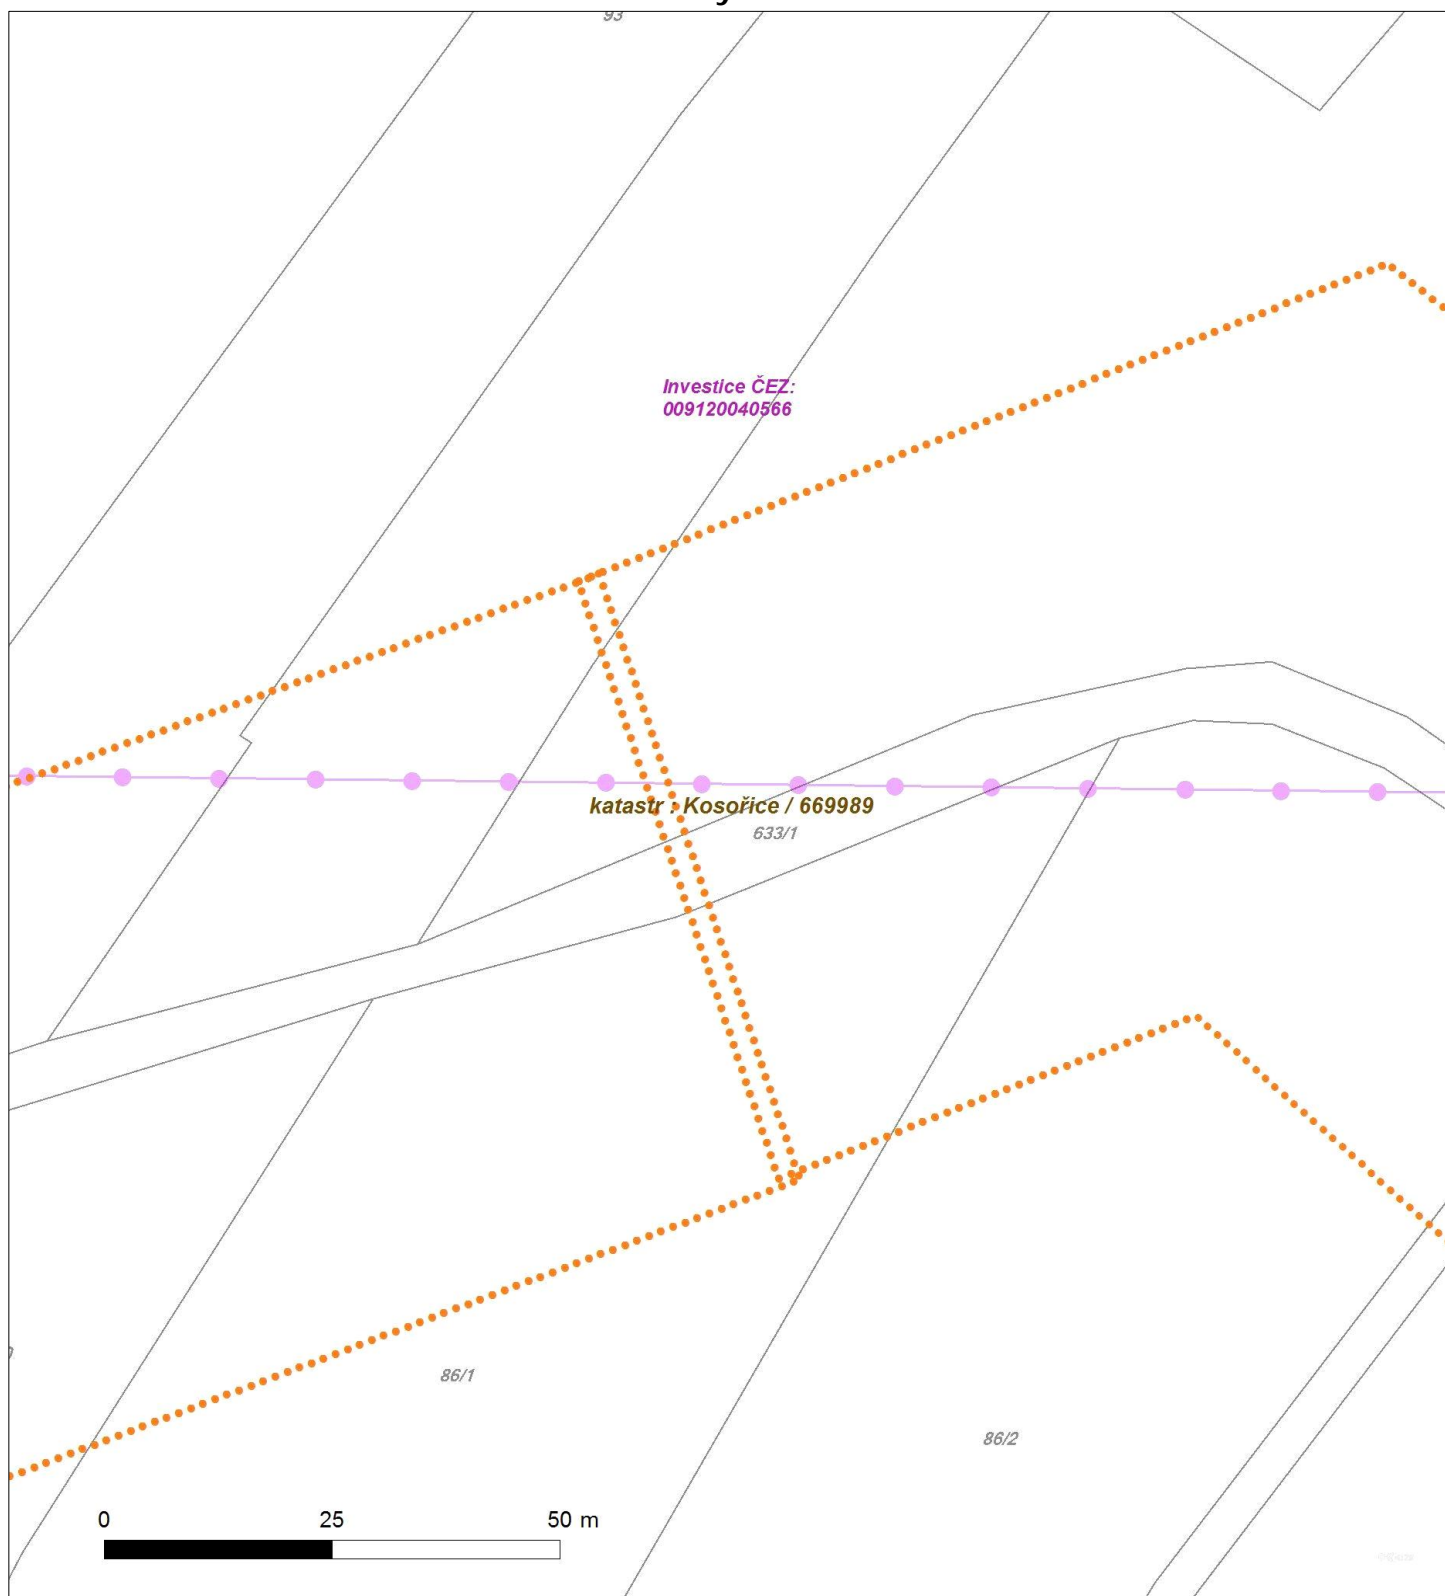 93
Investice ČEZ:
009120040566
katastr : Kosořice / 669989
633/1
86/1
86/2
0 25 50 m